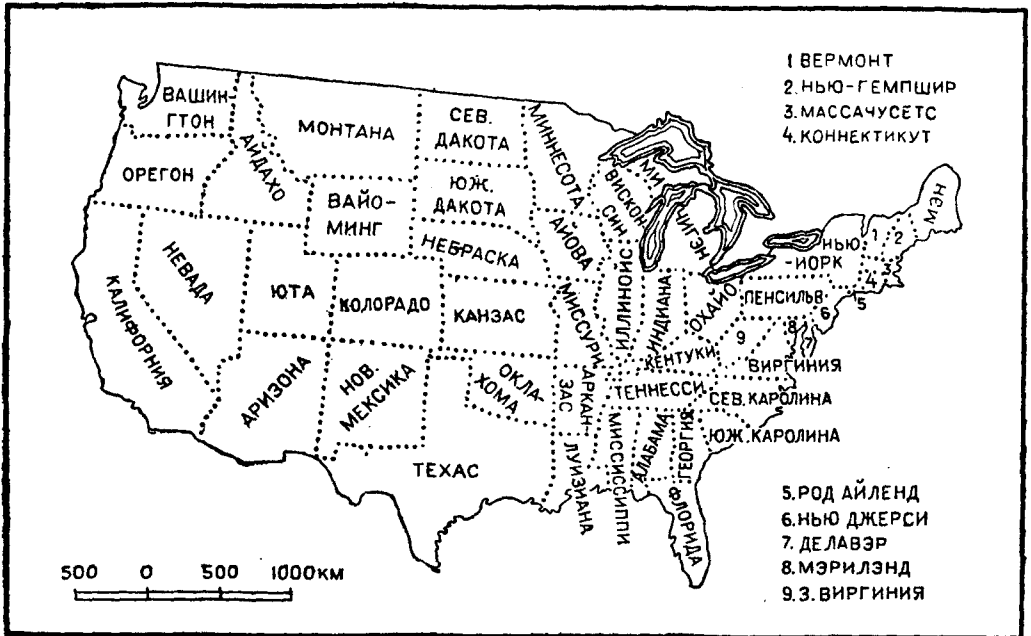 1 ВЕРМОНТ
2. НЬЮ-ГЕМПШИР
3. МАССАЧУСЕТС
4. КОННЕКТИКУТ
ВАШИН-
ГТОН
МОНТАНА
СЕВ.
ДАКОТА
МИННЕСОТА
ОРЕГОН
АЙДАХО
ВАЙО-
МИНГ
ЮЖ.
ДАКОТА
ВИСКОН
СИН
МИ
ЧИГЭН
МЭН
НЕВАДА
НЕБРАСКА
АЙОВА
НЬЮ
-ЙОРК
1
2
3
4
5
КАЛИФОРНИЯ
ЮТА
КОЛОРАДО
КАНЗАС
МИССУРИ
ИЛЛИНОИС
ИНДИАНА
ОХАЙО
ПЕНСИЛЬВ.
6
9
8
7
КЕНТУКИ
ВИРГИНИЯ
АРИЗОНА
НОВ.
МЕКСИКА
ОКЛА-
ХОМА
АРКАН-
ЗАС
ТЕННЕССИ
СЕВ. КАРОЛИНА
ТЕХАС
ЛУИЗИАНА
МИССИССИППИ
АЛАБАМА
ГЕОРГИЯ
ЮЖ. КАРОЛИНА
ФЛОРИДА
5. РОД АЙЛЕНД
6. НЬЮ ДЖЕРСИ
7. ДЕЛАВЭР
8. МЭРИЛЭНД
9. З. ВИРГИНИЯ
500 0 500 1000 КМ